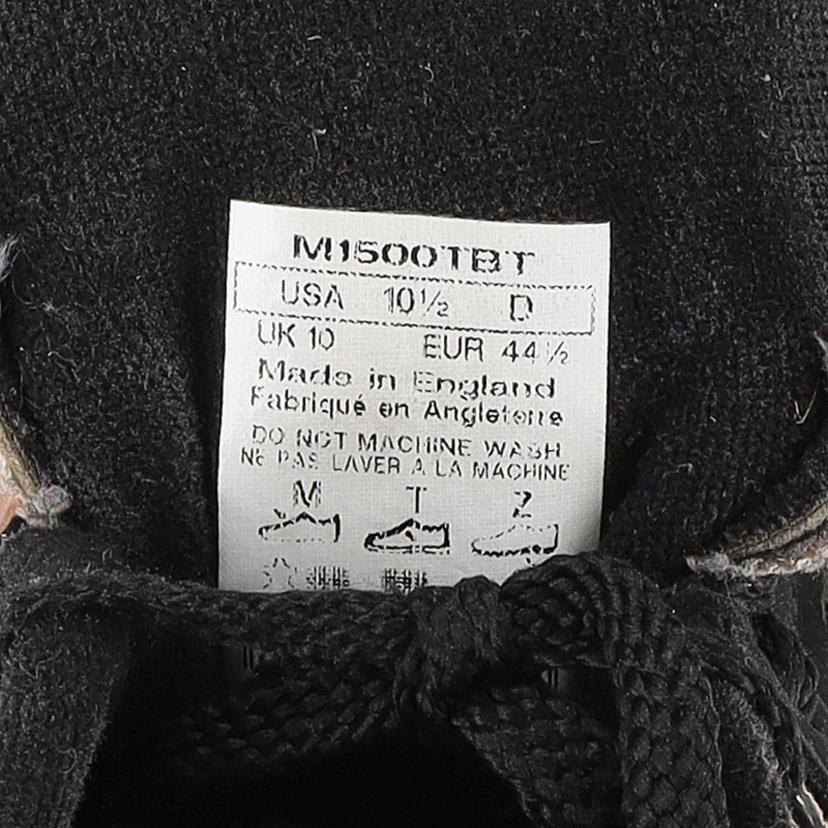 M1500TBT
USA 10½ D
UK 10 EUR 44½
Made in England
Fabriqué en Angleterre
DO NOT MACHINE WASH
NE PAS LAVER A LA MACHINE
M T Z